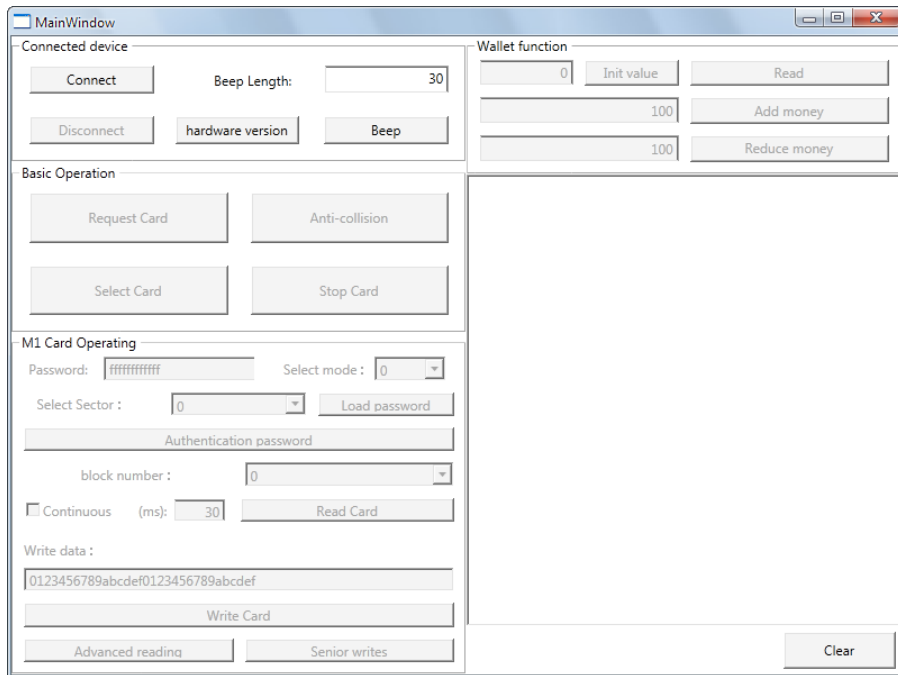 MainWindow
Connected device
Connect
Beep Length:
30
Disconnect
hardware version
Beep
Wallet function
0
Init value
Read
100
Add money
100
Reduce money
Basic Operation
Request Card
Anti-collision
Select Card
Stop Card
M1 Card Operating
Password:
ffffffffffff
Select mode :
0
Select Sector :
0
Load password
Authentication password
block number :
0
Continuous
(ms):
30
Read Card
Write data :
0123456789abcdef0123456789abcdef
Write Card
Advanced reading
Senior writes
Clear